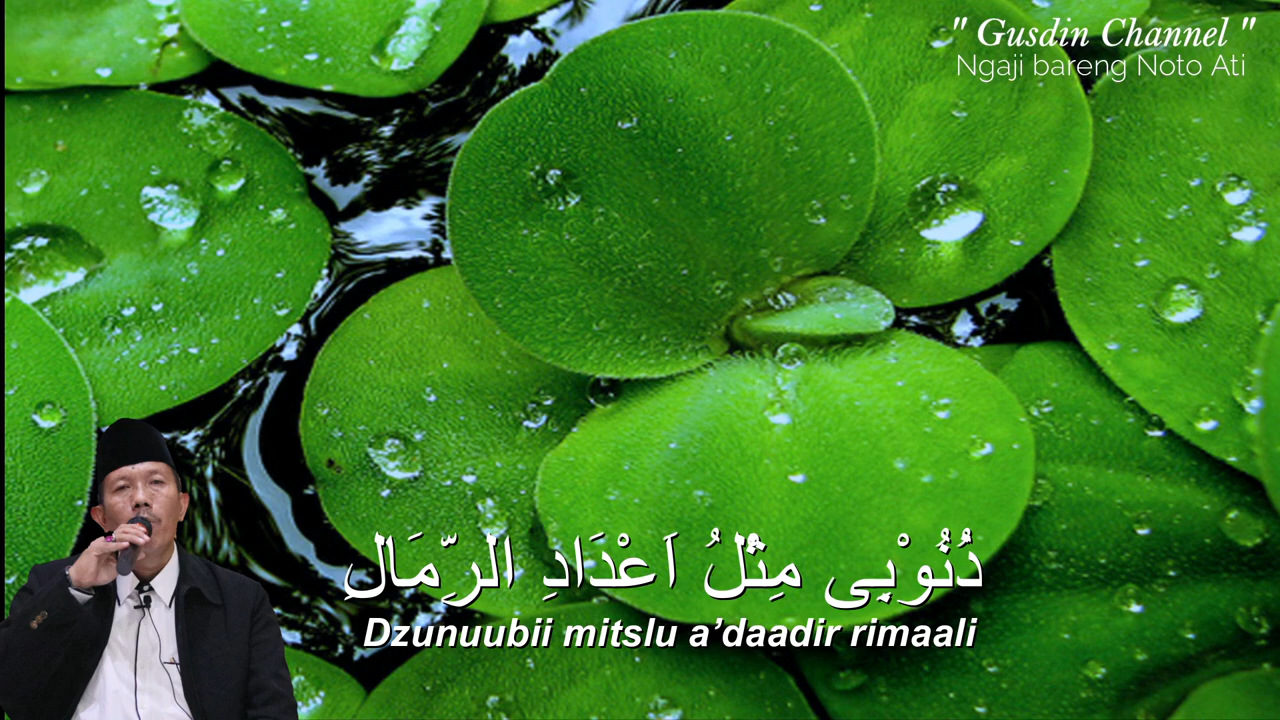 " Gusdin Channel "
Ngaji bareng Noto Ati
ذُنُوْبِى مِثْلُ اَعْدَادِ الرِّمَالِ
Dzunuubii mitslu a’daadir rimaali